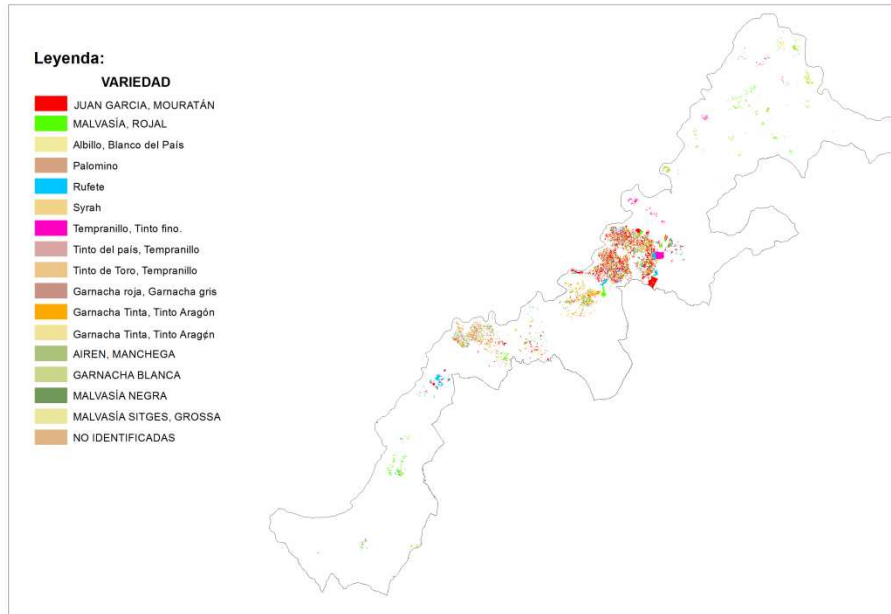 Leyenda:
VARIEDAD
JUAN GARCIA, MOURATÁN
MALVASÍA, ROJAL
Albillo, Blanco del País
Palomino
Rufete
Syrah
Tempranillo, Tinto fino.
Tinto del país, Tempranillo
Tinto de Toro, Tempranillo
Garnacha roja, Garnacha gris
Garnacha Tinta, Tinto Aragón
Garnacha Tinta, Tinto Arag¢n
AIREN, MANCHEGA
GARNACHA BLANCA
MALVASÍA NEGRA
MALVASÍA SITGES, GROSSA
NO IDENTIFICADAS